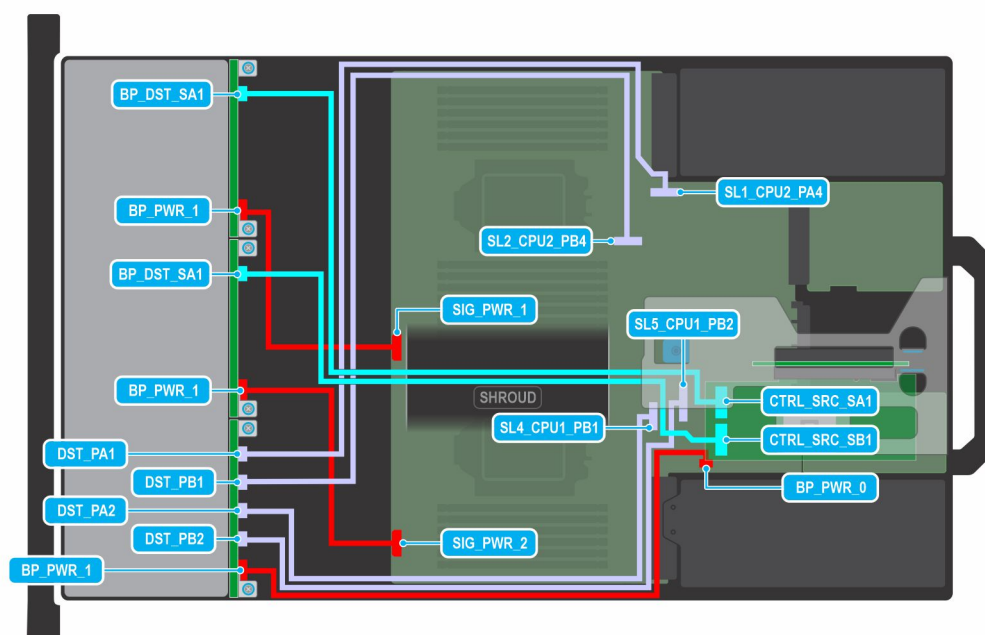 BP_DST_SA1
SL1_CPU2_PA4
BP_PWR_1
SL2_CPU2_PB4
BP_DST_SA1
SIG_PWR_1
SL5_CPU1_PB2
BP_PWR_1
SHROUD
CTRL_SRC_SA1
SL4_CPU1_PB1
CTRL_SRC_SB1
DST_PA1
DST_PB1
BP_PWR_0
DST_PA2
DST_PB2
SIG_PWR_2
BP_PWR_1